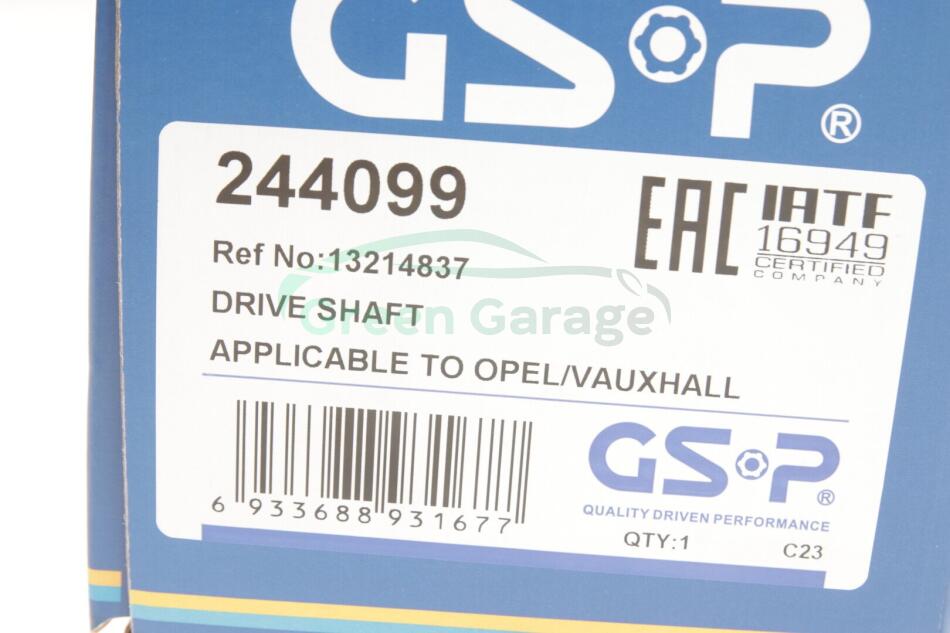 GSP®
244099
EAC
IATF
16949
CERTIFIED
COMPANY
Ref No:13214837
DRIVE SHAFT
Green Garage
APPLICABLE TO OPEL/VAUXHALL
6 933688 931677
GSP®
QUALITY DRIVEN PERFORMANCE
QTY:1
C23